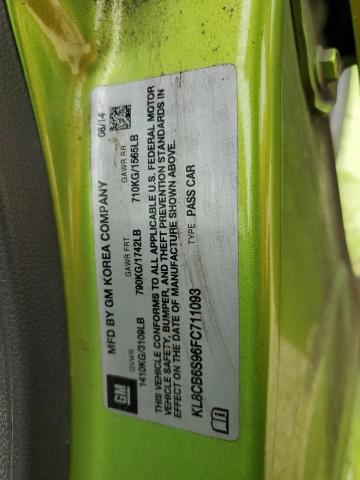 GM
MFD BY GM KOREA COMPANY
08/14
GVWR GAWR FRT GAWR RR
1410KG/3109LB 790KG/1742LB 710KG/1565LB
THIS VEHICLE CONFORMS TO ALL APPLICABLE U.S. FEDERAL MOTOR
VEHICLE SAFETY, BUMPER, AND THEFT PREVENTION STANDARDS IN
EFFECT ON THE DATE OF MANUFACTURE SHOWN ABOVE.
KL8CB6S96FC711093 TYPE PASS CAR